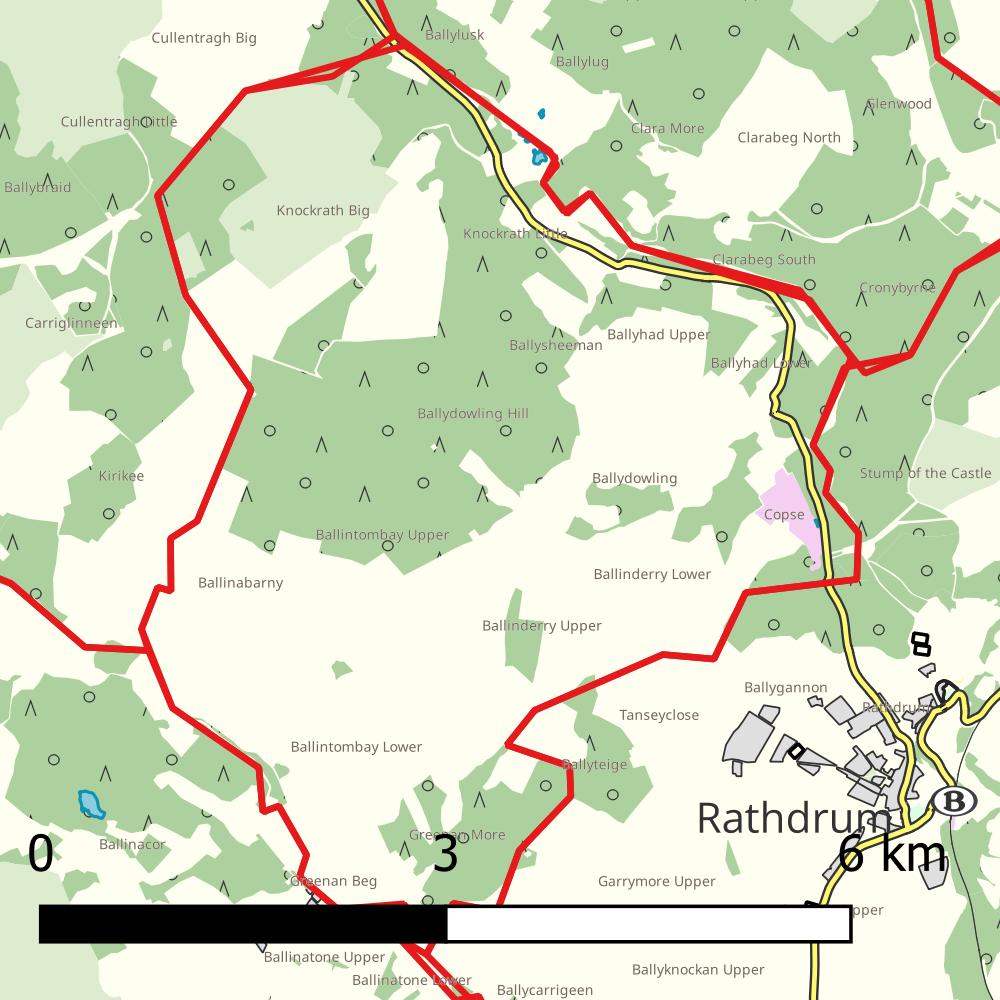 Ballylusk
Cullentragh Big
Ballylug
Glenwood
Cullentragh Little
Clara More
Clarabeg North
Ballybraid
Knockrath Big
Knockrath Little
Clarabeg South
Cronybyrne
Carriglinneen
Ballyhad Upper
Ballysheeman
Ballyhad Lower
Ballydowling Hill
Kirikee
Stump of the Castle
Ballydowling
Copse
Ballintombay Upper
Ballinabarny
Ballinderry Lower
Ballinderry Upper
Ballygannon
Rathdrum
Tanseyclose
Ballintombay Lower
Ballyteige
B
Rathdrum
Greenan More
Ballinacor
0 3 6 km
Greenan Beg
Garrymore Upper
pper
Ballinatone Upper
Ballyknockan Upper
Ballinatone Lower
Ballycarrigeen